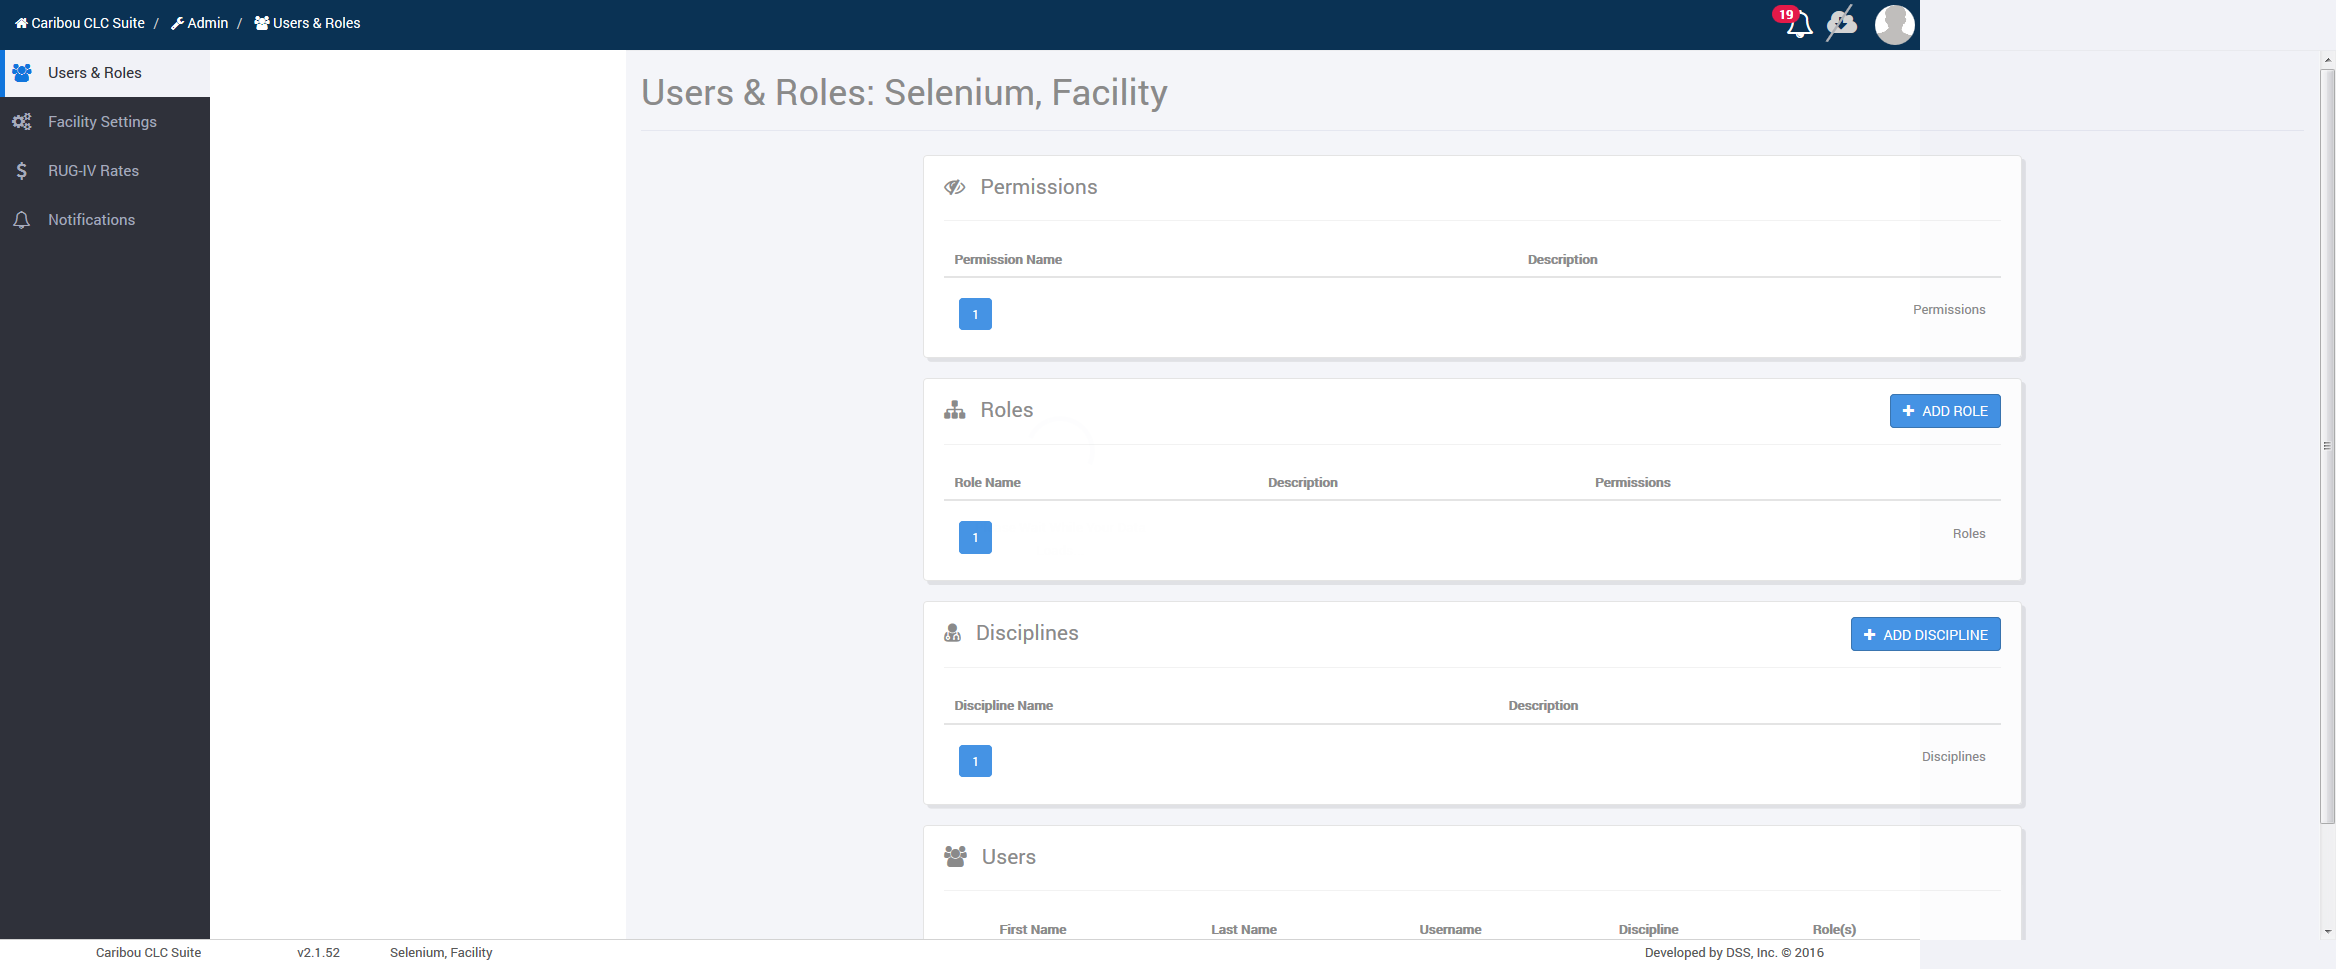 Caribou CLC Suite / Admin / Users & Roles
19
Users & Roles
Facility Settings
RUG-IV Rates
Notifications
Users & Roles: Selenium, Facility
Permissions
Permission Name Description
1 Permissions
Roles + ADD ROLE
Role Name Description Permissions
1 Roles
Disciplines + ADD DISCIPLINE
Discipline Name Description
1 Disciplines
Users
First Name Last Name Username Discipline Role(s)
Caribou CLC Suite v2.1.52 Selenium, Facility Developed by DSS, Inc. © 2016